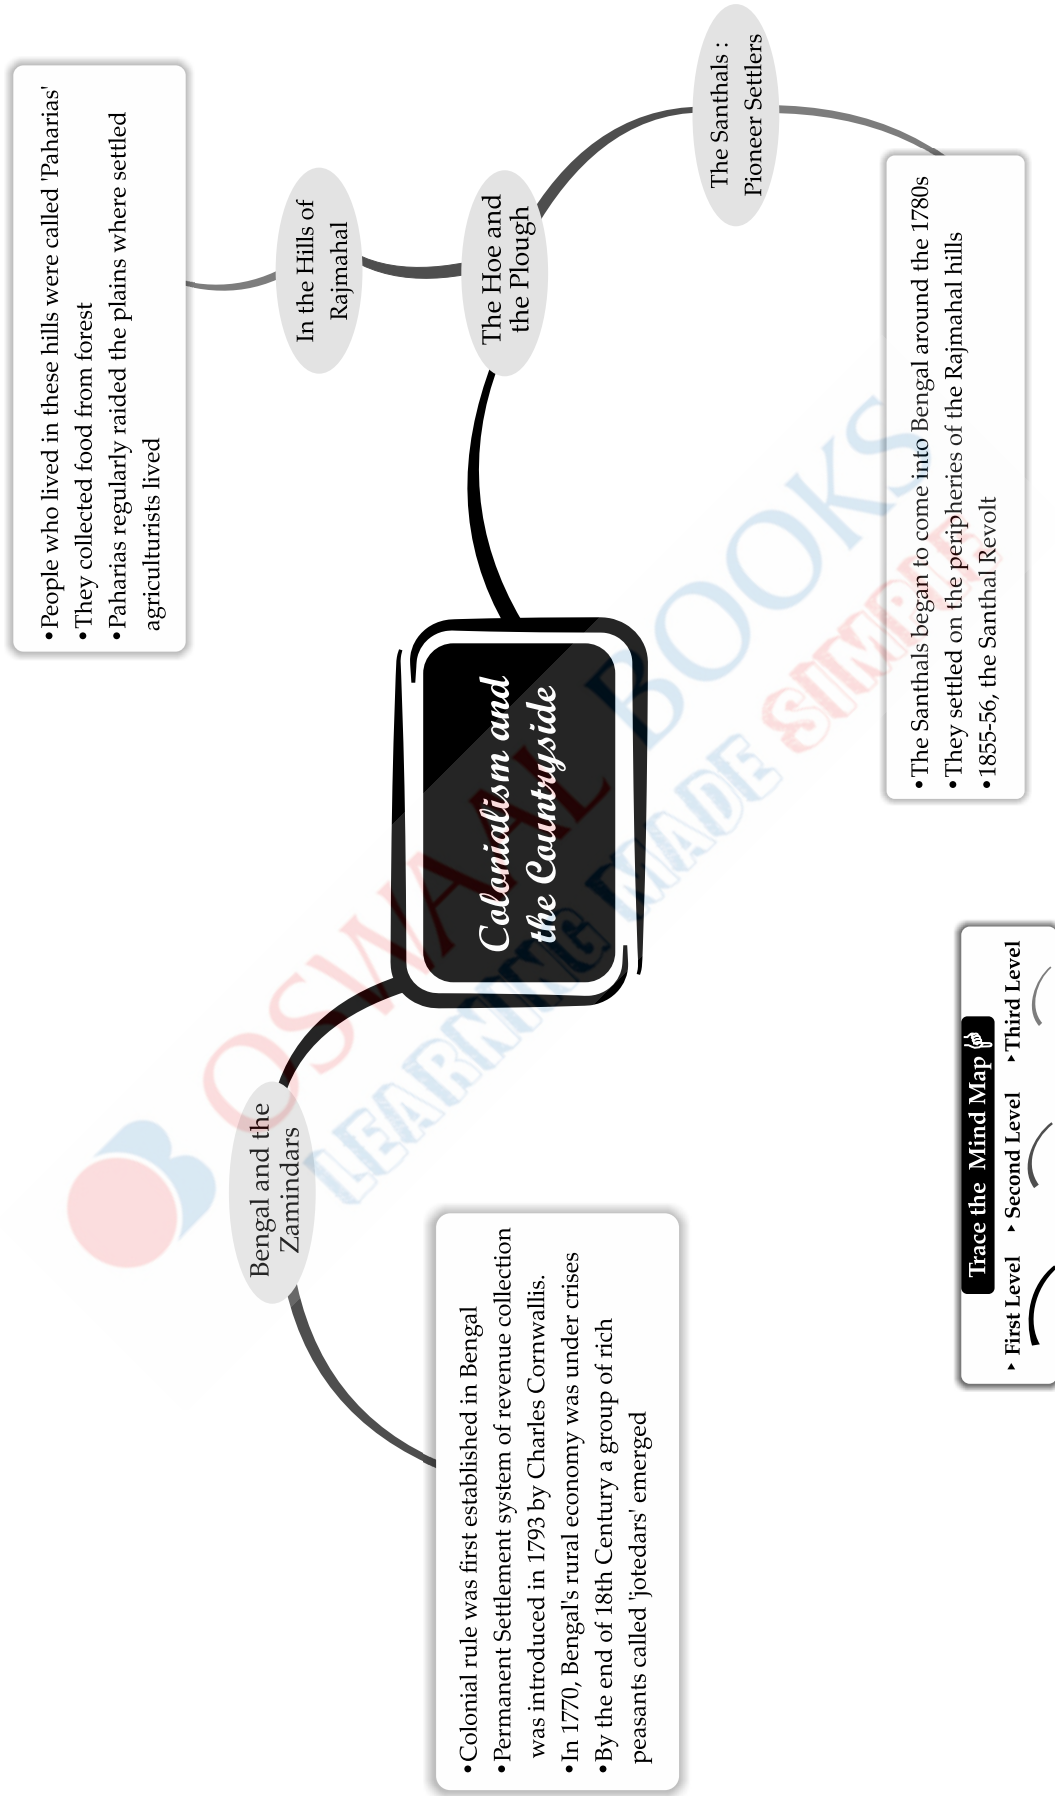 Colonialism and
the Countryside
Bengal and the
Zamindars
•Colonial rule was first established in Bengal
•Permanent Settlement system of revenue collection
was introduced in 1793 by Charles Cornwallis.
•In 1770, Bengal's rural economy was under crises
•By the end of 18th Century a group of rich
peasants called 'jotedars' emerged
The Hoe and
the Plough
In the Hills of
Rajmahal
•People who lived in these hills were called 'Paharias'
•They collected food from forest
•Paharias regularly raided the plains where settled
agriculturists lived
The Santhals :
Pioneer Settlers
•The Santhals began to come into Bengal around the 1780s
•They settled on the peripheries of the Rajmahal hills
•1855-56, the Santhal Revolt
Trace the Mind Map
First Level Second Level Third Level
OSWAAL BOOKS
LEARNING MADE SIMPLE